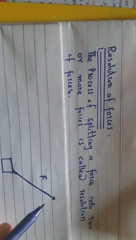 Resolution of forces:
The process of splitting a force into two
or more forces is called resolution
of forces.
F